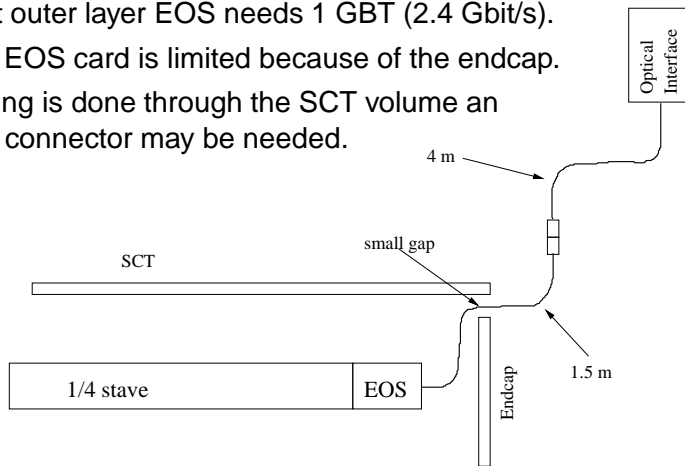 t outer layer EOS needs 1 GBT (2.4 Gbit/s).
EOS card is limited because of the endcap.
ng is done through the SCT volume an
connector may be needed.
Optical
Interface
4 m
small gap
SCT
1.5 m
1/4 stave
EOS
Endcap